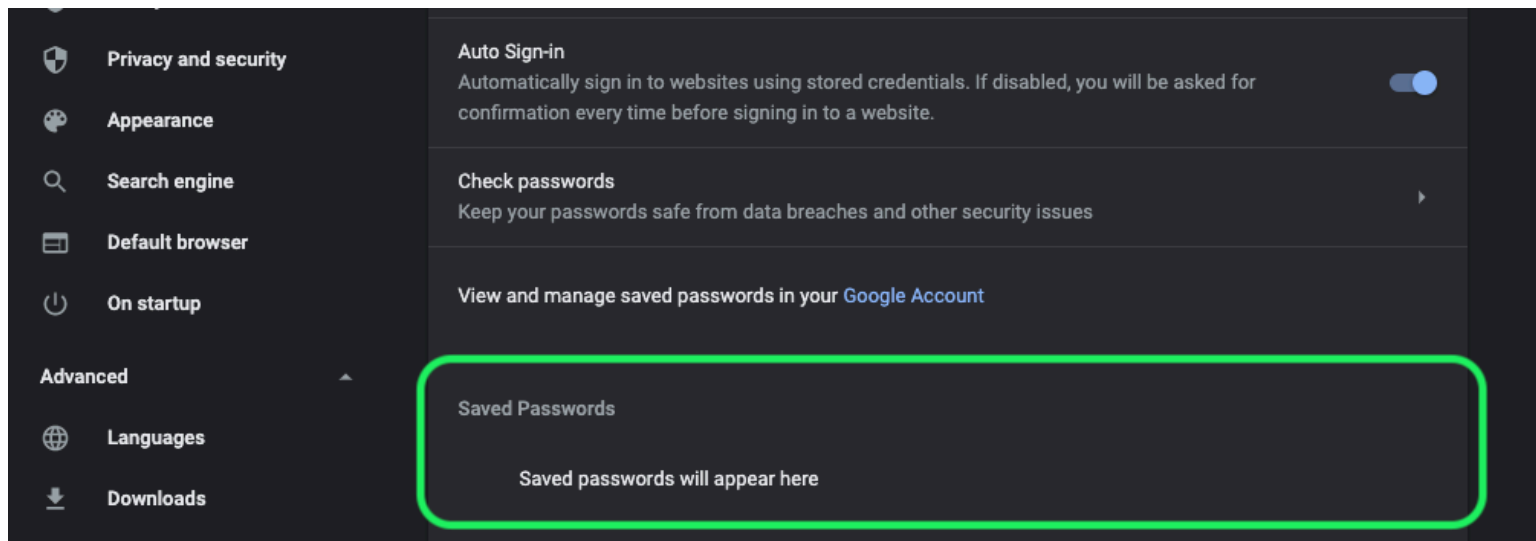 Privacy and security
Appearance
Search engine
Default browser
On startup
Advanced
Languages
Downloads
Auto Sign-in
Automatically sign in to websites using stored credentials. If disabled, you will be asked for
confirmation every time before signing in to a website.
Check passwords
Keep your passwords safe from data breaches and other security issues
View and manage saved passwords in your Google Account
Saved Passwords
Saved passwords will appear here